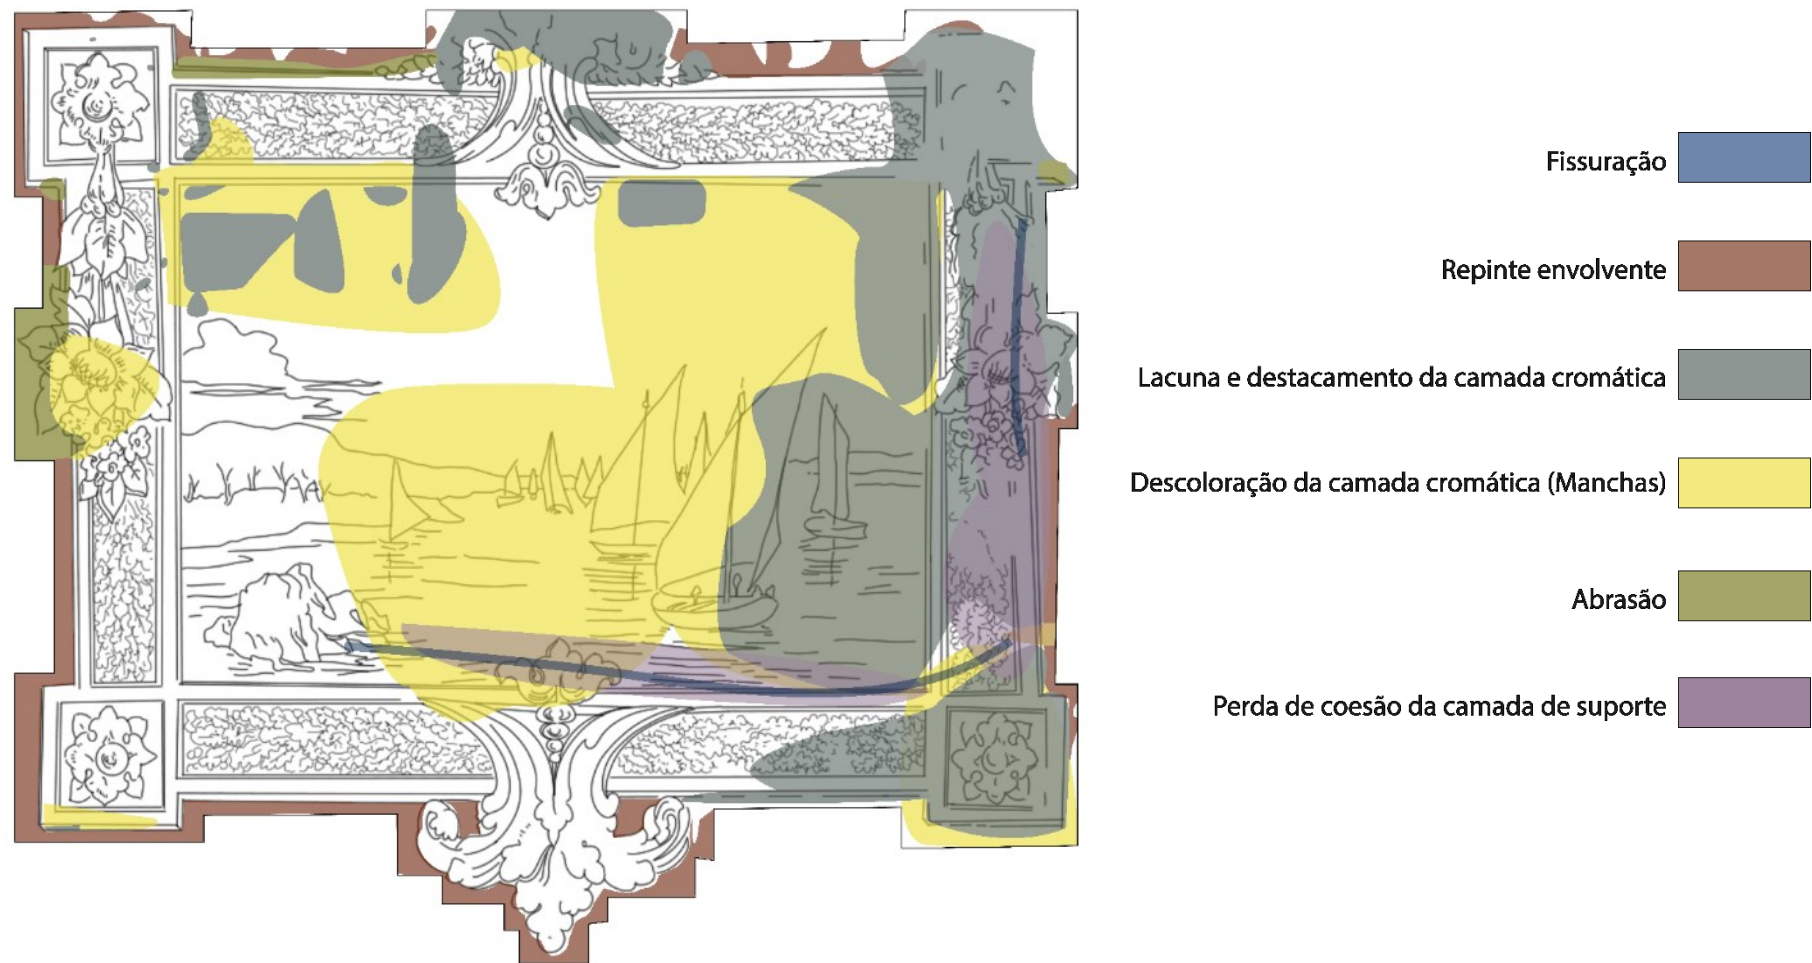 Fissuração
Repinte envolvente
Lacuna e destacamento da camada cromática
Descoloração da camada cromática (Manchas)
Abrasão
Perda de coesão da camada de suporte